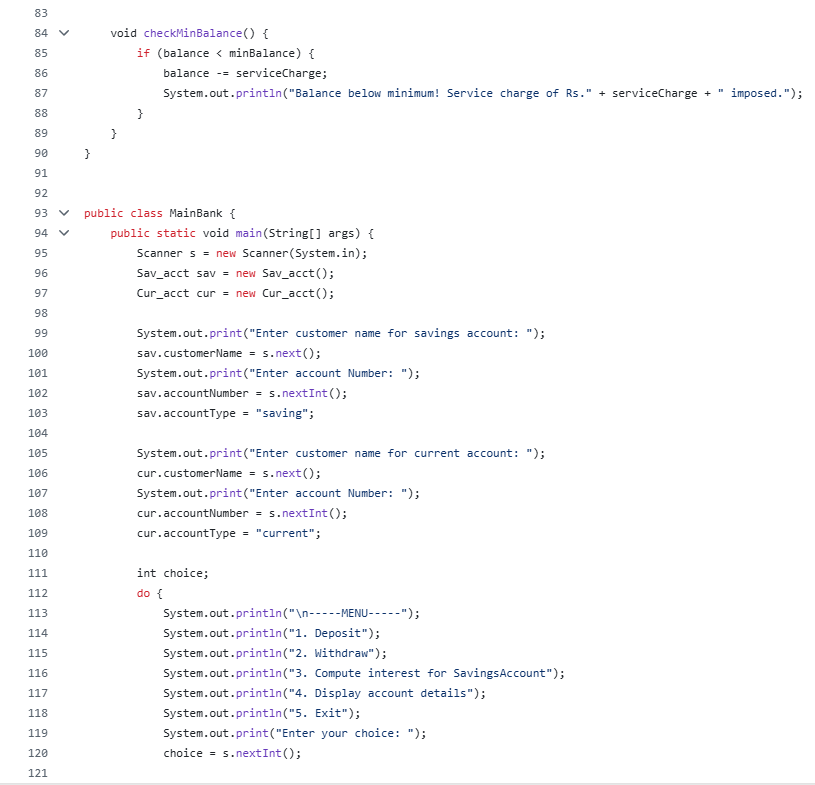 83
84 void checkMinBalance() {
85 if (balance < minBalance) {
86 balance -= serviceCharge;
87 System.out.println("Balance below minimum! Service charge of Rs." + serviceCharge + " imposed.");
88 }
89 }
90 }
91
92
93 public class MainBank {
94 public static void main(String[] args) {
95 Scanner s = new Scanner(System.in);
96 Sav_acct sav = new Sav_acct();
97 Cur_acct cur = new Cur_acct();
98
99 System.out.print("Enter customer name for savings account: ");
100 sav.customerName = s.next();
101 System.out.print("Enter account Number: ");
102 sav.accountNumber = s.nextInt();
103 sav.accountType = "saving";
104
105 System.out.print("Enter customer name for current account: ");
106 cur.customerName = s.next();
107 System.out.print("Enter account Number: ");
108 cur.accountNumber = s.nextInt();
109 cur.accountType = "current";
110
111 int choice;
112 do {
113 System.out.println("\n-----MENU-----");
114 System.out.println("1. Deposit");
115 System.out.println("2. Withdraw");
116 System.out.println("3. Compute interest for SavingsAccount");
117 System.out.println("4. Display account details");
118 System.out.println("5. Exit");
119 System.out.print("Enter your choice: ");
120 choice = s.nextInt();
121